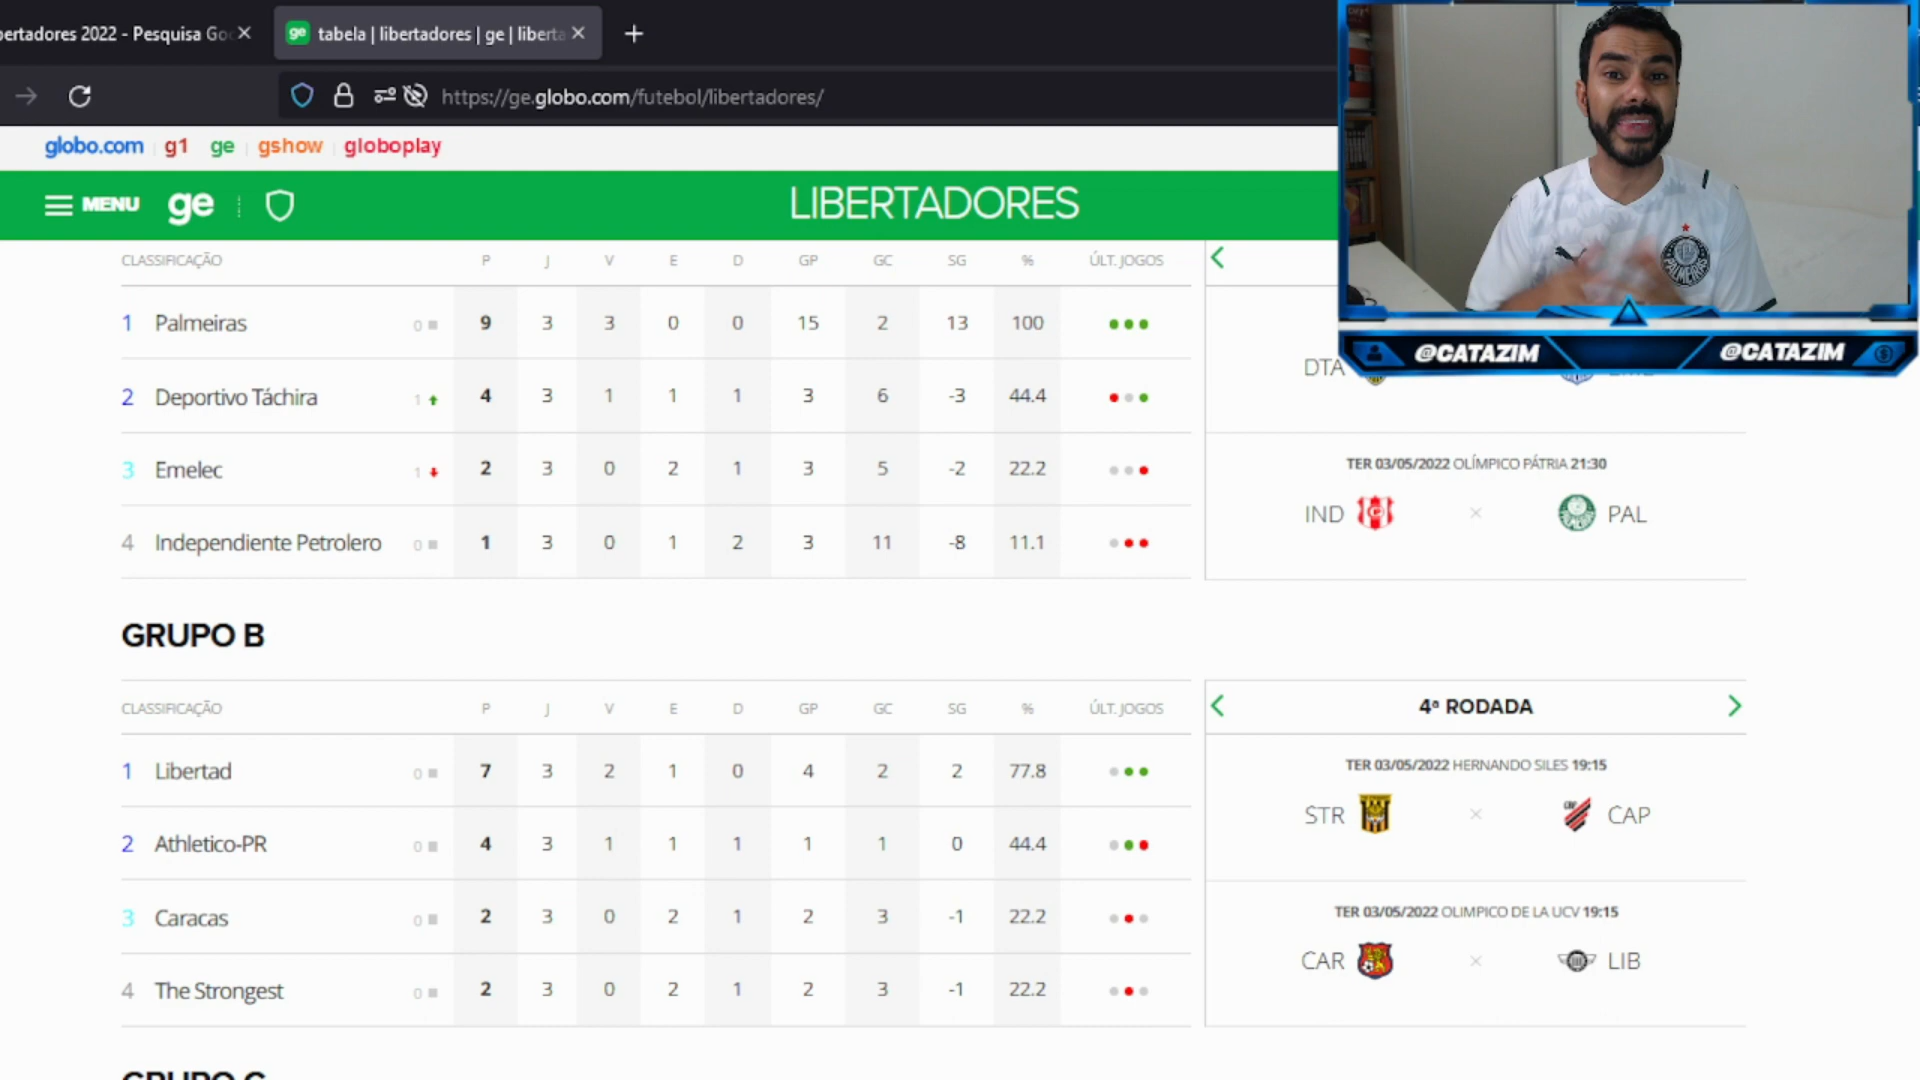 bertadores 2022 - Pesquisa Go
tabela | libertadores | ge | liberta
https://ge.globo.com/futebol/libertadores/
globo.com g1 ge gshow globoplay
MENU ge LIBERTADORES
CLASSIFICAÇÃO P J V E D GP GC SG % ÚLT. JOGOS
1 Palmeiras 0 9 3 3 0 0 15 2 13 100
2 Deportivo Táchira 1 4 3 1 1 1 3 6 -3 44.4
3 Emelec 1 2 3 0 2 1 3 5 -2 22.2
4 Independiente Petrolero 0 1 3 0 1 2 3 11 -8 11.1
DTA
TER 03/05/2022 OLÍMPICO PÁTRIA 21:30
IND × PAL
@CATAZIM @CATAZIM
PALMEIRAS
GRUPO B
CLASSIFICAÇÃO P J V E D GP GC SG % ÚLT. JOGOS
1 Libertad 0 7 3 2 1 0 4 2 2 77.8
2 Athletico-PR 0 4 3 1 1 1 1 1 0 44.4
3 Caracas 0 2 3 0 2 1 2 3 -1 22.2
4 The Strongest 0 2 3 0 2 1 2 3 -1 22.2
4ª RODADA
TER 03/05/2022 HERNANDO SILES 19:15
STR × CAP
TER 03/05/2022 OLIMPICO DE LA UCV 19:15
CAR × LIB
GRUPO C